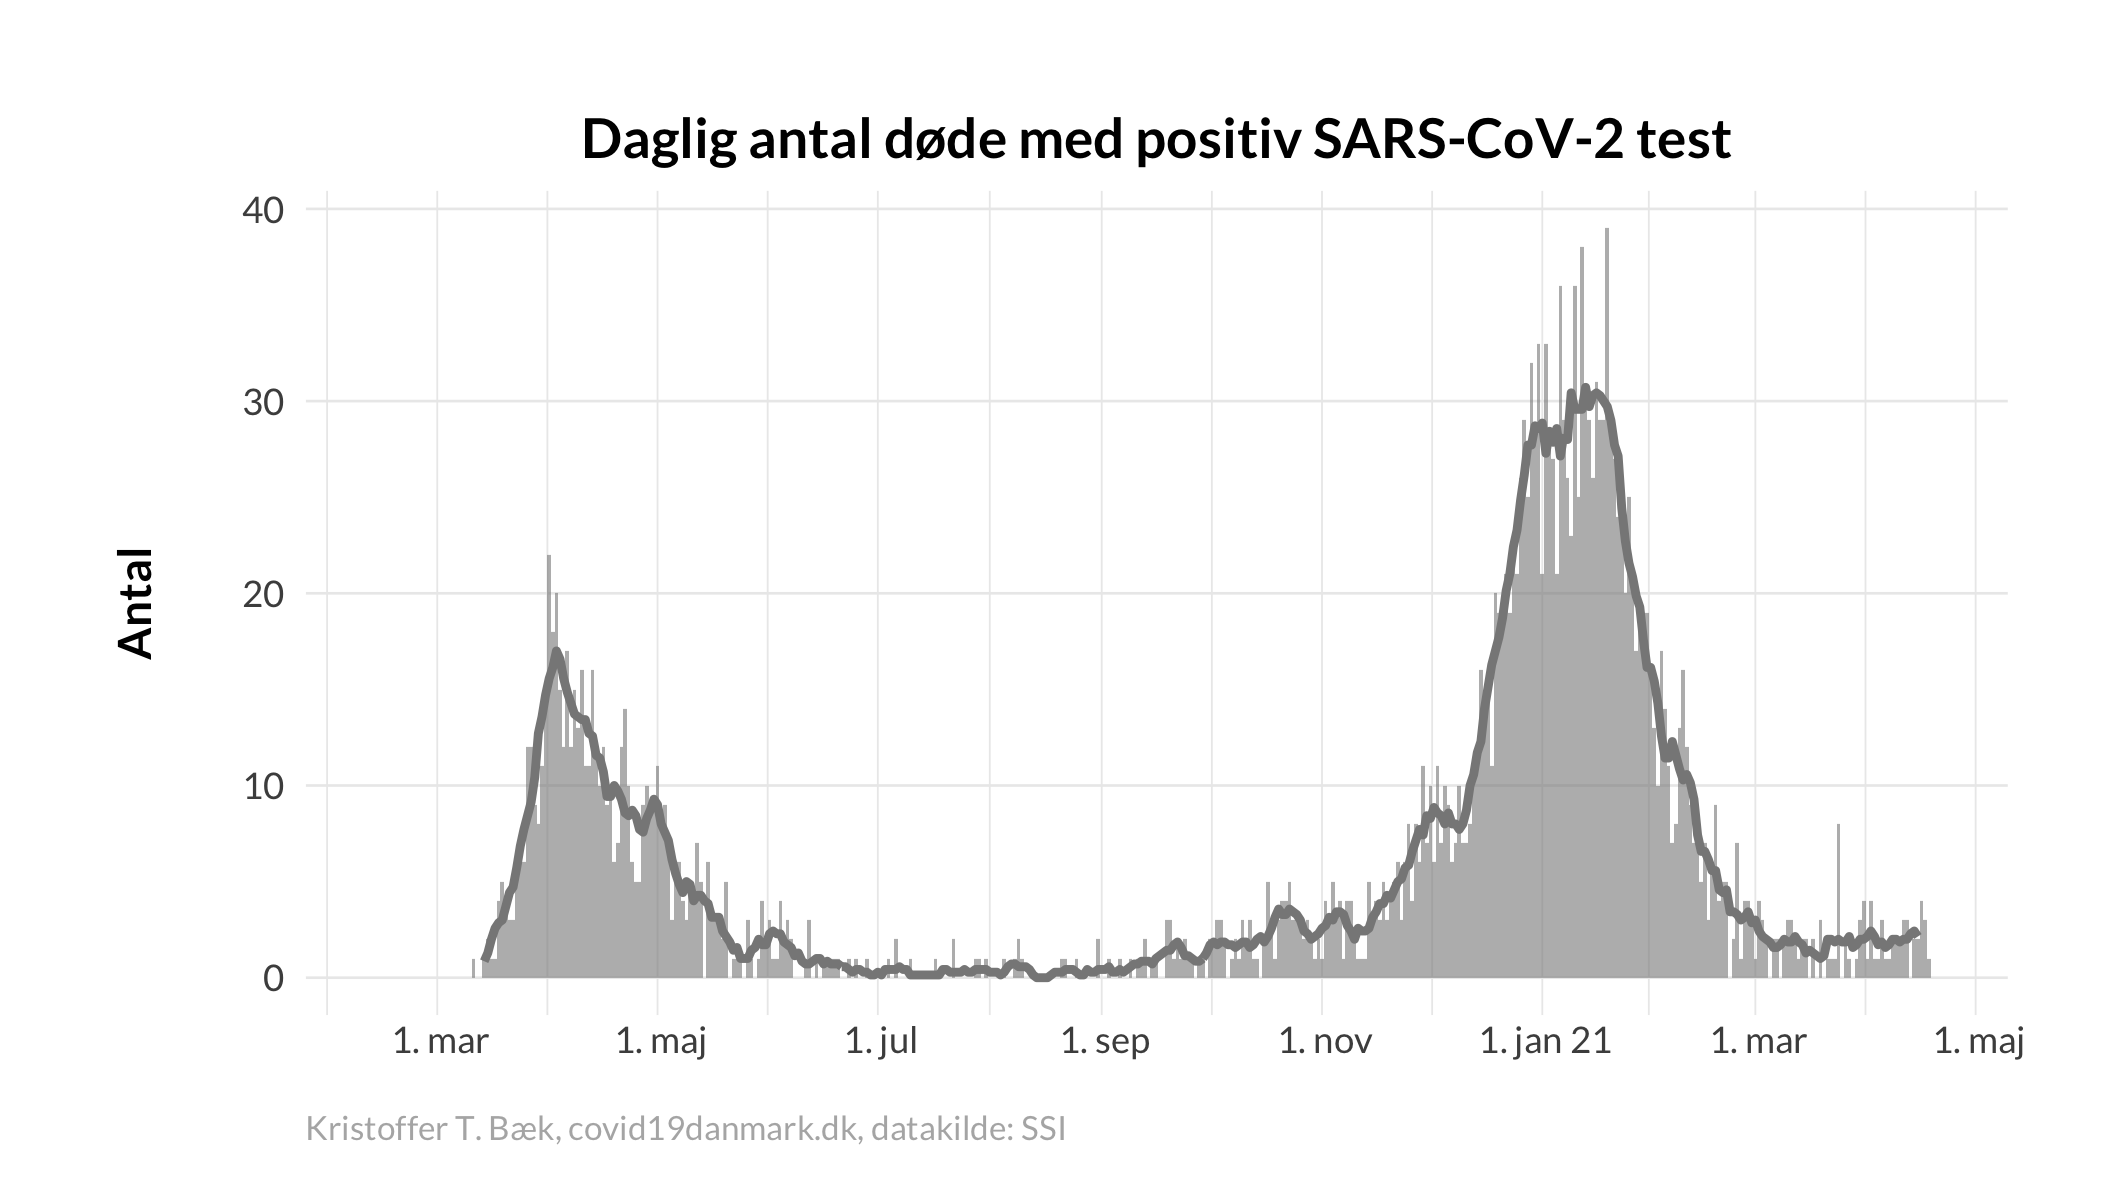 Daglig antal døde med positiv SARS-CoV-2 test
40
30
20
10
0
Antal
1. mar
1. maj
1. jul
1. sep
1. nov
1. jan 21
1. mar
1. maj
Kristoffer T. Bæk, covid19danmark.dk, datakilde: SSI